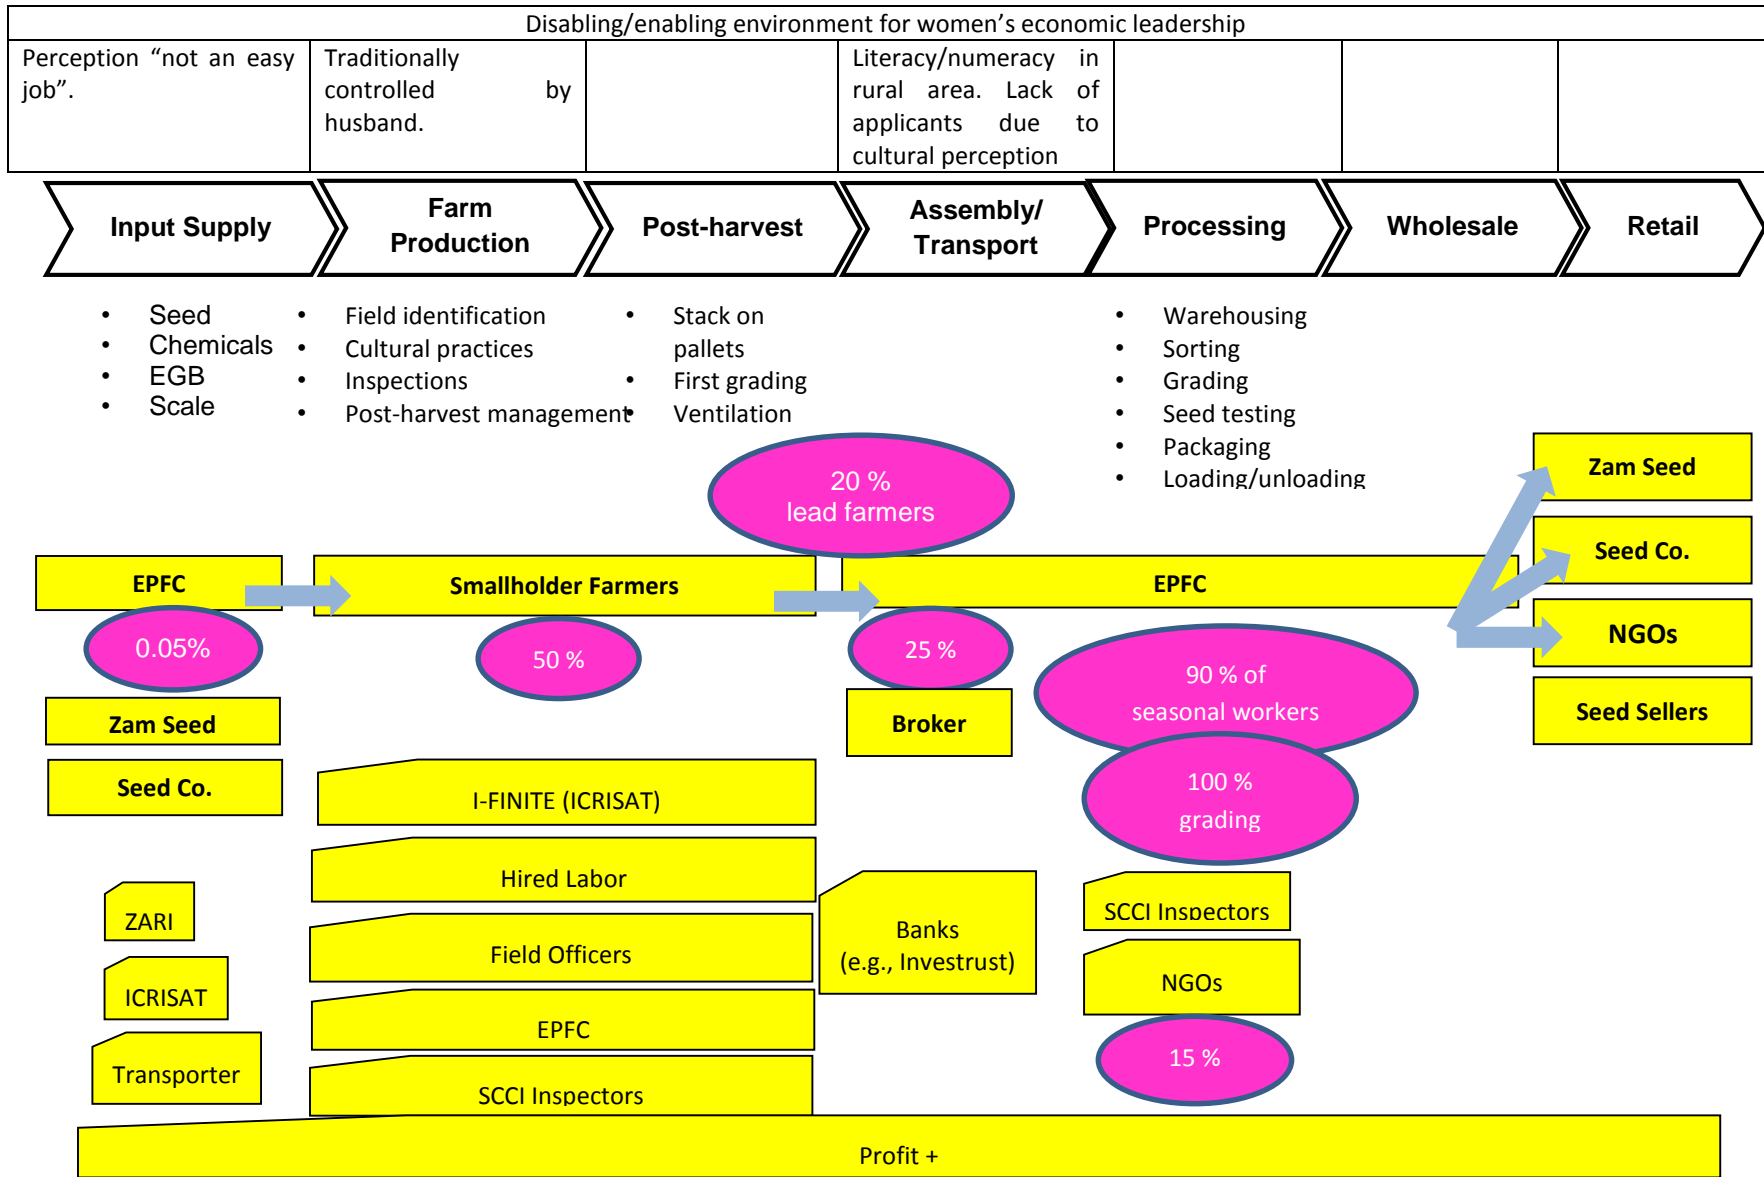 Disabling/enabling environment for women’s economic leadership
Perception “not an easy
job”.
Traditionally
controlled by
husband.
Literacy/numeracy in
rural area. Lack of
applicants due to
cultural perception
Input Supply
Farm
Production
Post-harvest
Assembly/
Transport
Processing
Wholesale
Retail
• Seed
• Chemicals
• EGB
• Scale
• Field identification
• Cultural practices
• Inspections
• Post-harvest management
• Stack on
pallets
• First grading
• Ventilation
• Warehousing
• Sorting
• Grading
• Seed testing
• Packaging
• Loading/unloading
20 %
lead farmers
Zam Seed
Seed Co.
NGOs
Seed Sellers
EPFC
Smallholder Farmers
EPFC
0.05%
50 %
25 %
90 % of
seasonal workers
100 %
grading
Zam Seed
Seed Co.
Broker
I-FINITE (ICRISAT)
Hired Labor
Field Officers
EPFC
SCCI Inspectors
ZARI
ICRISAT
Transporter
Banks
(e.g., Investrust)
SCCI Inspectors
NGOs
15 %
Profit +